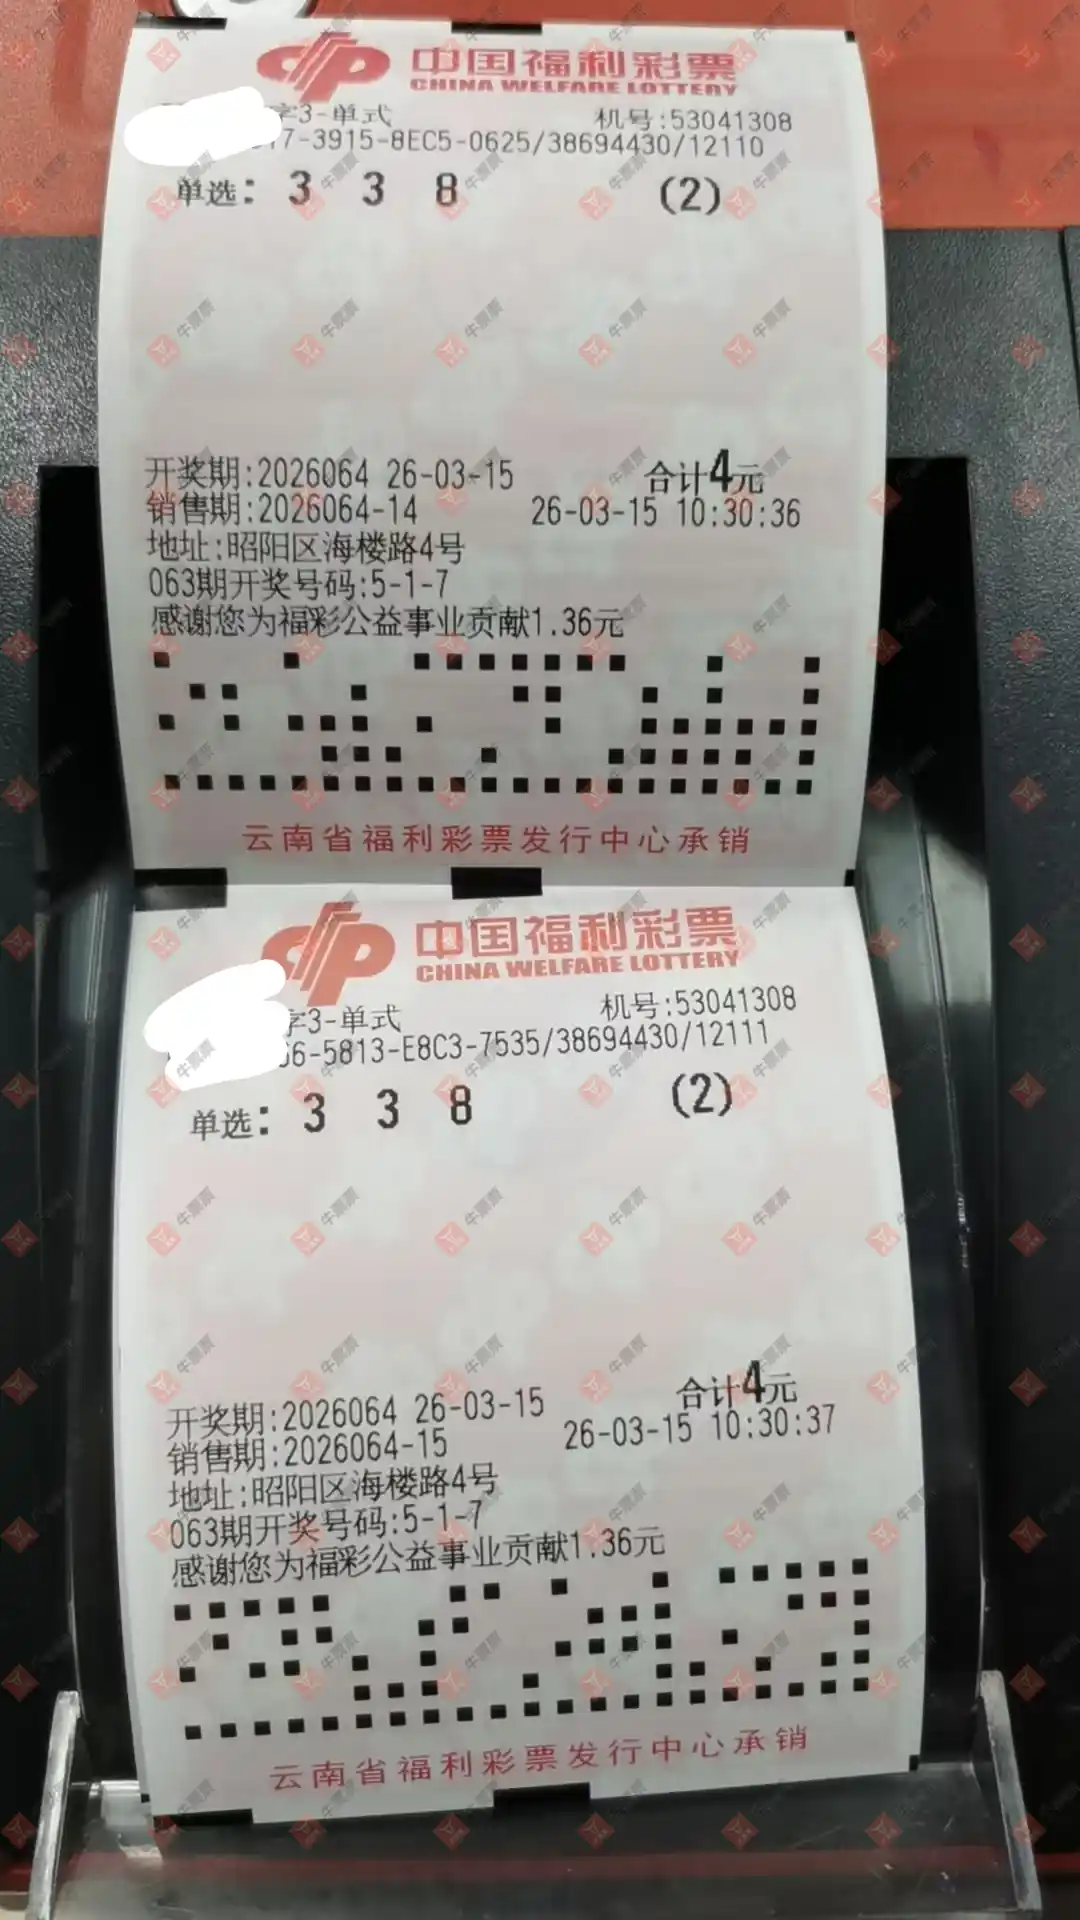 中国福利彩票
CHINA WELFARE LOTTERY
字3-单式 机号:53041308
17-3915-8EC5-0625/38694430/12110
单选: 3 3 8 (2)
开奖期:2026064 26-03-15 合计4元
销售期:2026064-14 26-03-15 10:30:36
地址:昭阳区海楼路4号
063期开奖号码:5-1-7
感谢您为福彩公益事业贡献1.36元
云南省福利彩票发行中心承销
中国福利彩票
CHINA WELFARE LOTTERY
字3-单式 机号:53041308
66-5813-E8C3-7535/38694430/12111
单选: 3 3 8 (2)
开奖期:2026064 26-03-15 合计4元
销售期:2026064-15 26-03-15 10:30:37
地址:昭阳区海楼路4号
063期开奖号码:5-1-7
感谢您为福彩公益事业贡献1.36元
云南省福利彩票发行中心承销
牛票票